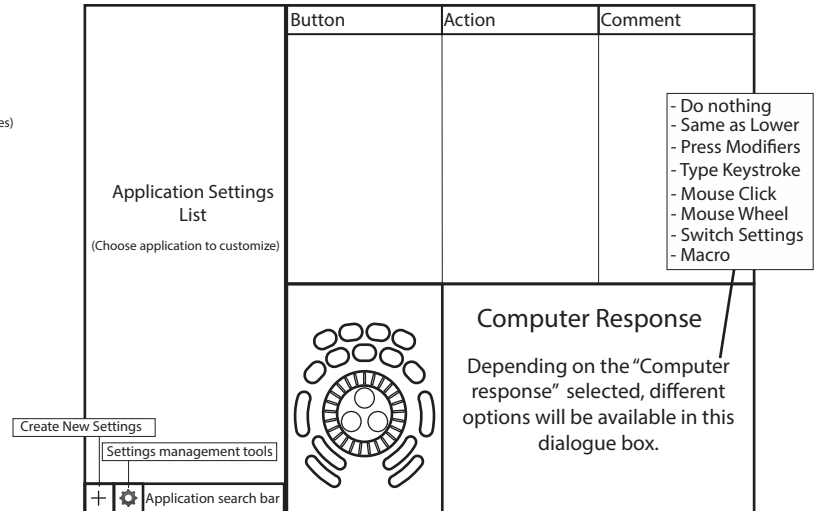 Button
Action
Comment
es)
- Do nothing
- Same as Lower
- Press Modifiers
- Type Keystroke
- Mouse Click
- Mouse Wheel
- Switch Settings
- Macro
Application Settings
List
(Choose application to customize)
Computer Response
Depending on the “Computer
response” selected, different
options will be available in this
dialogue box.
Create New Settings
Settings management tools
Application search bar